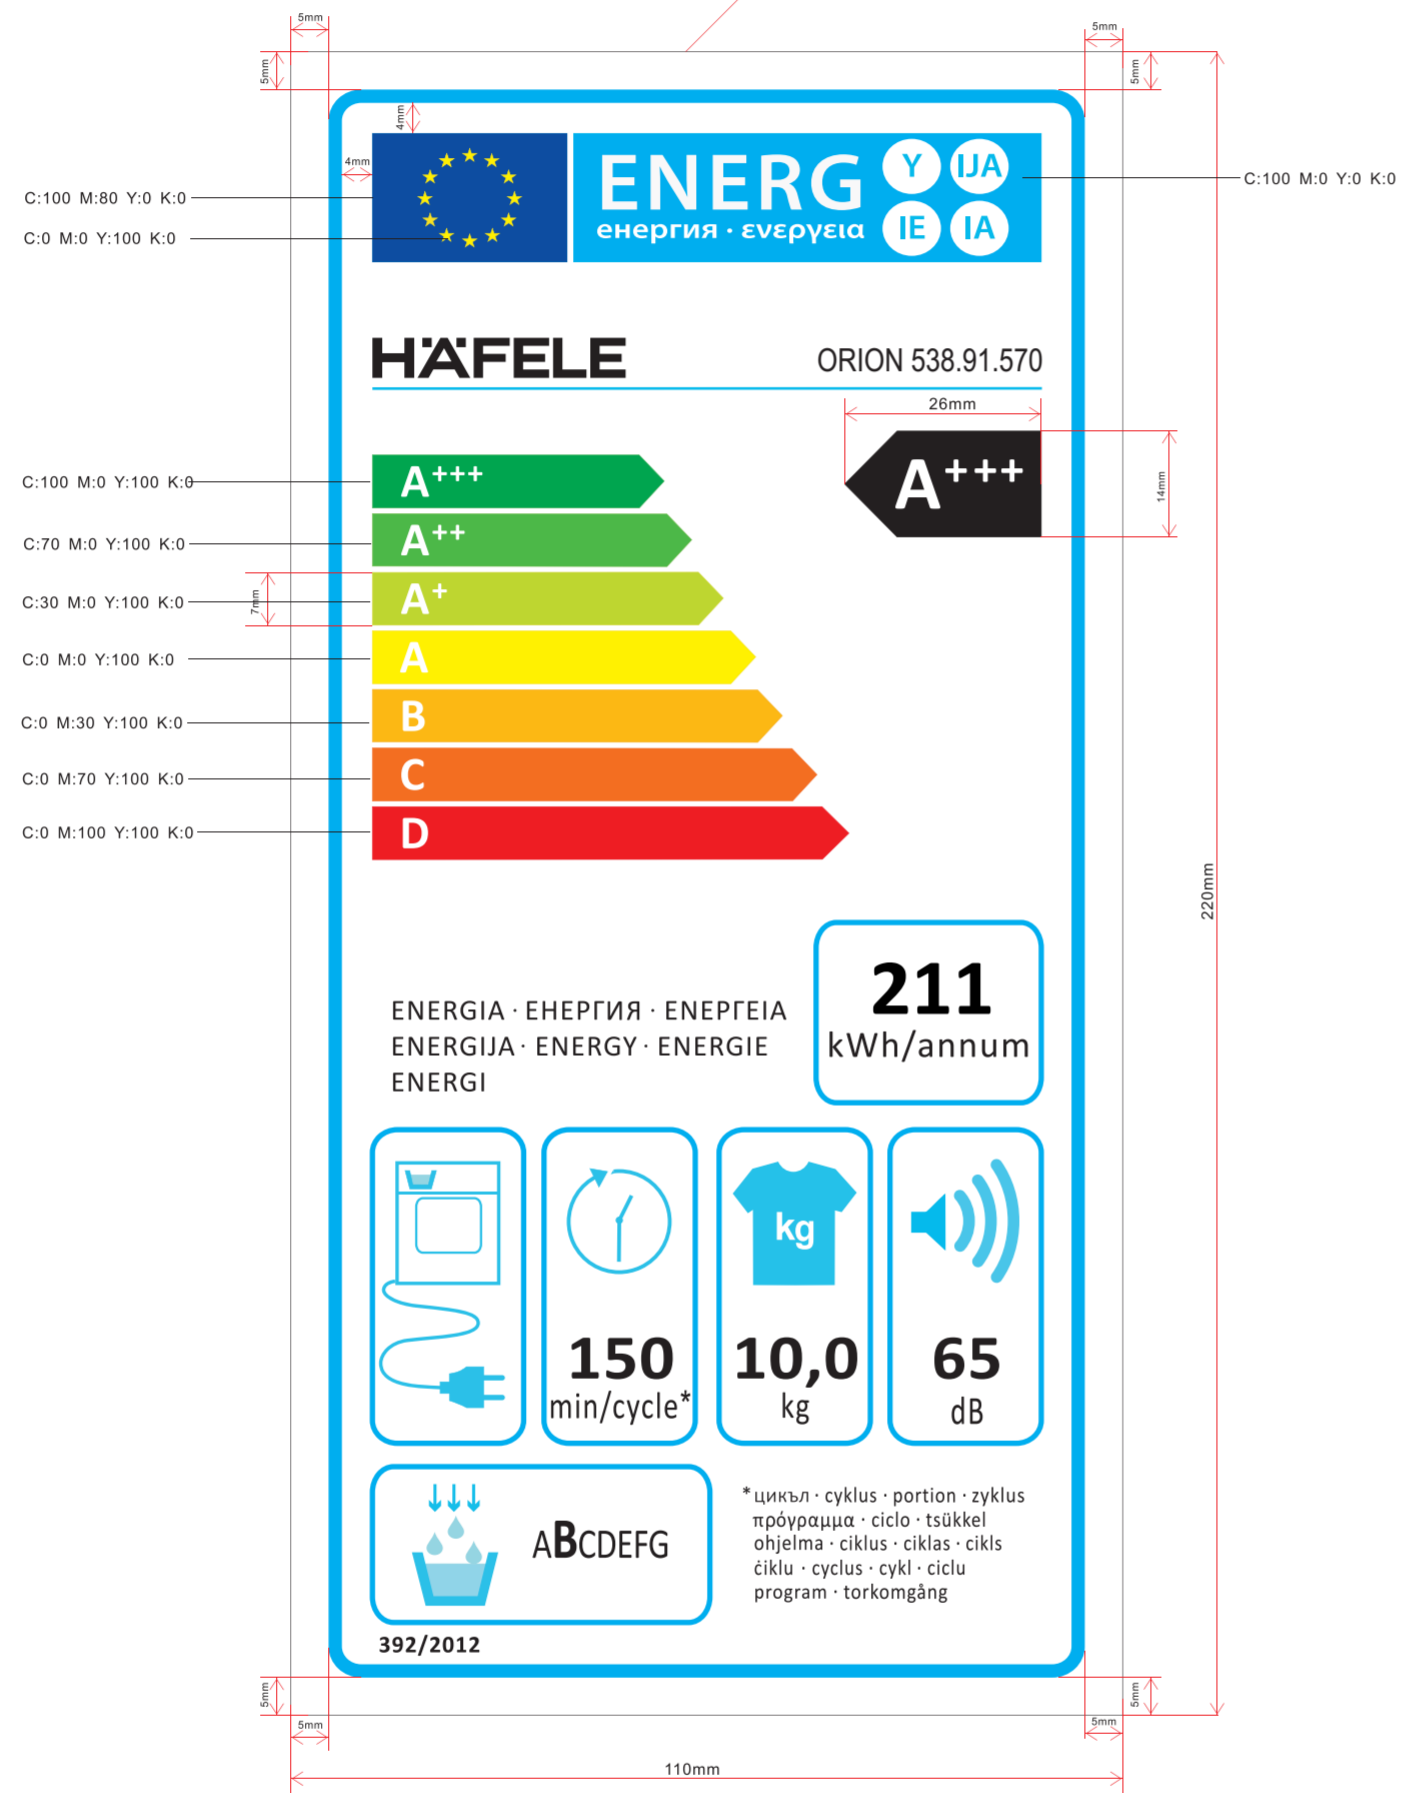 5mm
5mm
5mm
5mm
4mm
4mm
ENERG
енергия · ενεργεια
Y
IJA
IE
IA
C:100 M:80 Y:0 K:0
C:0 M:0 Y:100 K:0
C:100 M:0 Y:0 K:0
HÄFELE
ORION 538.91.570
26mm
14mm
A+++
C:100 M:0 Y:100 K:0
A+++
C:70 M:0 Y:100 K:0
A++
C:30 M:0 Y:100 K:0
7mm
A+
C:0 M:0 Y:100 K:0
A
C:0 M:30 Y:100 K:0
B
C:0 M:70 Y:100 K:0
C
C:0 M:100 Y:100 K:0
D
220mm
ENERGIA · ЕНЕРГИЯ · ΕΝΕΡΓΕΙΑ
ENERGIJA · ENERGY · ENERGIE
ENERGI
211
kWh/annum
150
min/cycle*
kg
10,0
kg
65
dB
ABCDEFG
*цикъл · cyklus · portion · zyklus
πρόγραμμα · ciclo · tsükkel
ohjelma · ciklus · ciklas · cikls
ċiklu · cyclus · cykl · ciclu
program · torkomgång
392/2012
5mm
5mm
5mm
5mm
110mm